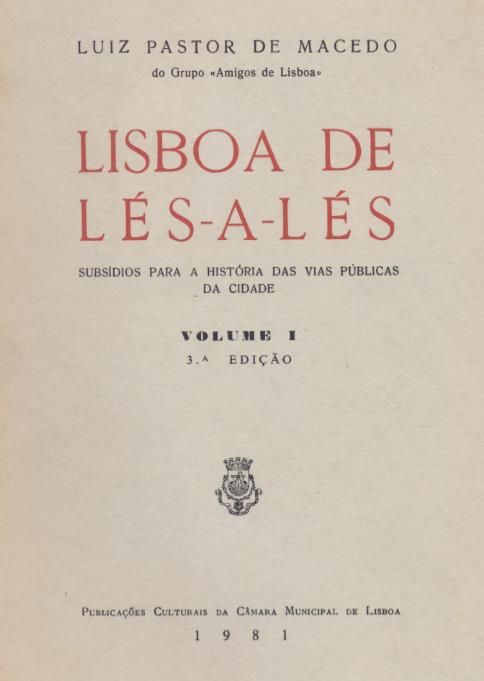 LUIZ PASTOR DE MACEDO
do Grupo «Amigos de Lisboa»
LISBOA DE
LÉS-A-LÉS
SUBSÍDIOS PARA A HISTÓRIA DAS VIAS PÚBLICAS
DA CIDADE
VOLUME I
3.ª EDIÇÃO
PUBLICAÇÕES CULTURAIS DA CÂMARA MUNICIPAL DE LISBOA
1981